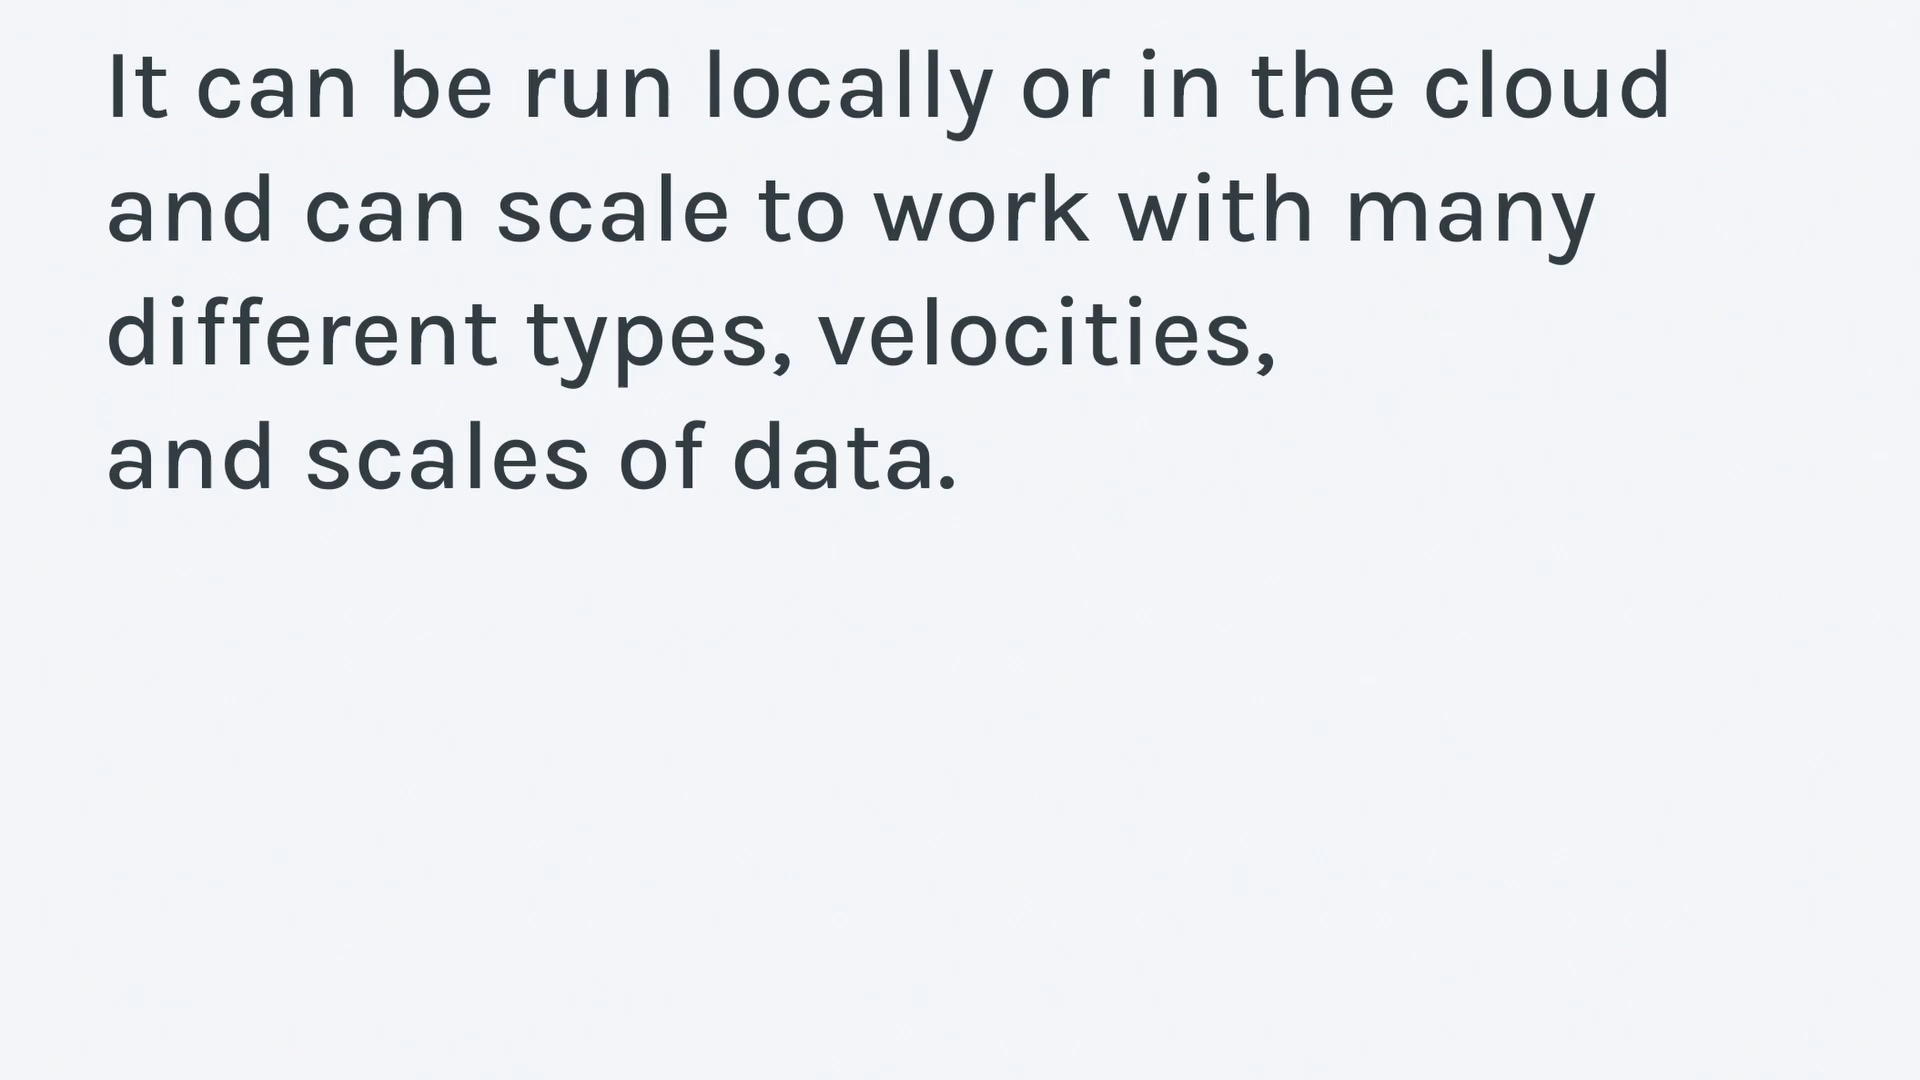 It can be run locally or in the cloud
and can scale to work with many
different types, velocities,
and scales of data.